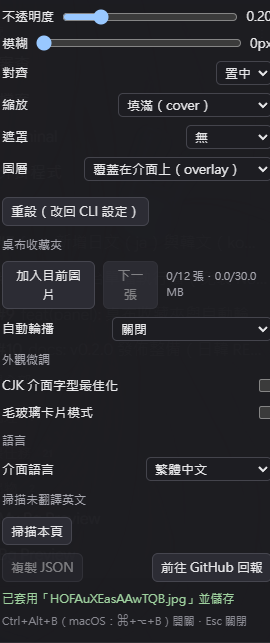 不透明度 0.20
模糊 0px
對齊 置中
縮放 填滿（cover）
遮罩 無
圖層 覆蓋在介面上（overlay）
重設（改回 CLI 設定）
桌布收藏夾
加入目前圖片 下一張 0/12 張 · 0.0/30.0 MB
自動輪播 關閉
外觀微調
CJK 介面字型最佳化
毛玻璃卡片模式
語言
介面語言 繁體中文
掃描未翻譯英文
掃描本頁
複製 JSON 前往 GitHub 回報
已套用「HOFAuXEasAAwTQB.jpg」並儲存
Ctrl+Alt+B（macOS：⌘+⌥+B）開關 · Esc 關閉